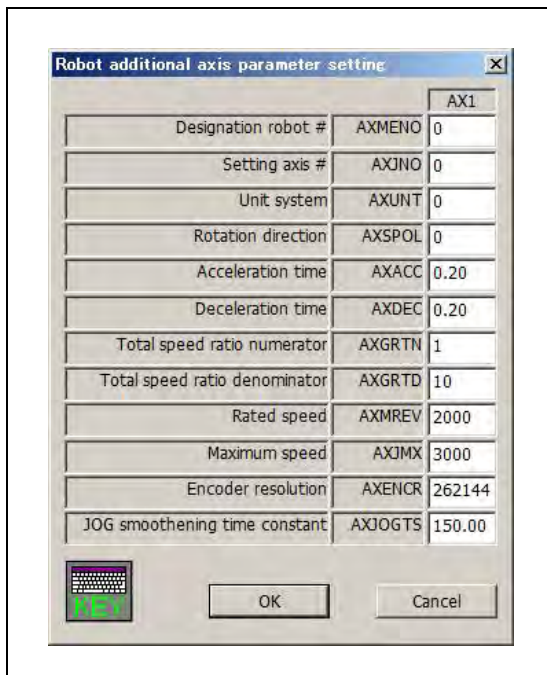 Robot additional axis parameter setting
AX1
Designation robot # AXMENO 0
Setting axis # AXJNO 0
Unit system AXUNT 0
Rotation direction AXSPOL 0
Acceleration time AXACC 0.20
Deceleration time AXDEC 0.20
Total speed ratio numerator AXGRTN 1
Total speed ratio denominator AXGRTD 10
Rated speed AXMREV 2000
Maximum speed AXJMX 3000
Encoder resolution AXENCR 262144
JOG smoothening time constant AXJOGTS 150.00
KEY
OK Cancel